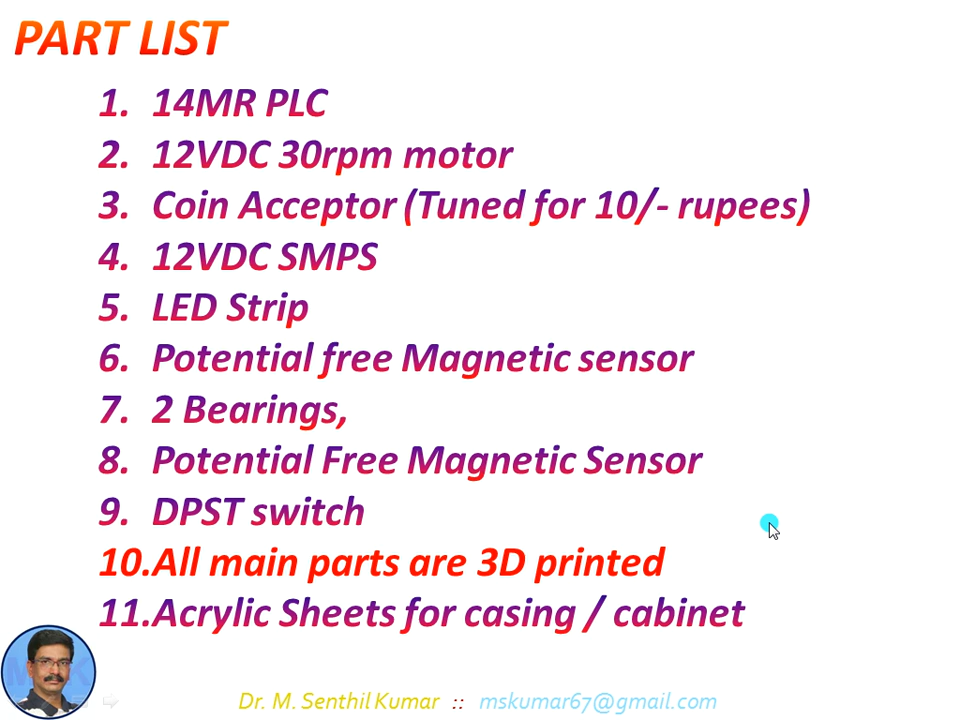 PART LIST
1. 14MR PLC
2. 12VDC 30rpm motor
3. Coin Acceptor (Tuned for 10/- rupees)
4. 12VDC SMPS
5. LED Strip
6. Potential free Magnetic sensor
7. 2 Bearings,
8. Potential Free Magnetic Sensor
9. DPST switch
10.All main parts are 3D printed
11.Acrylic Sheets for casing / cabinet
Dr. M. Senthil Kumar :: mskumar67@gmail.com